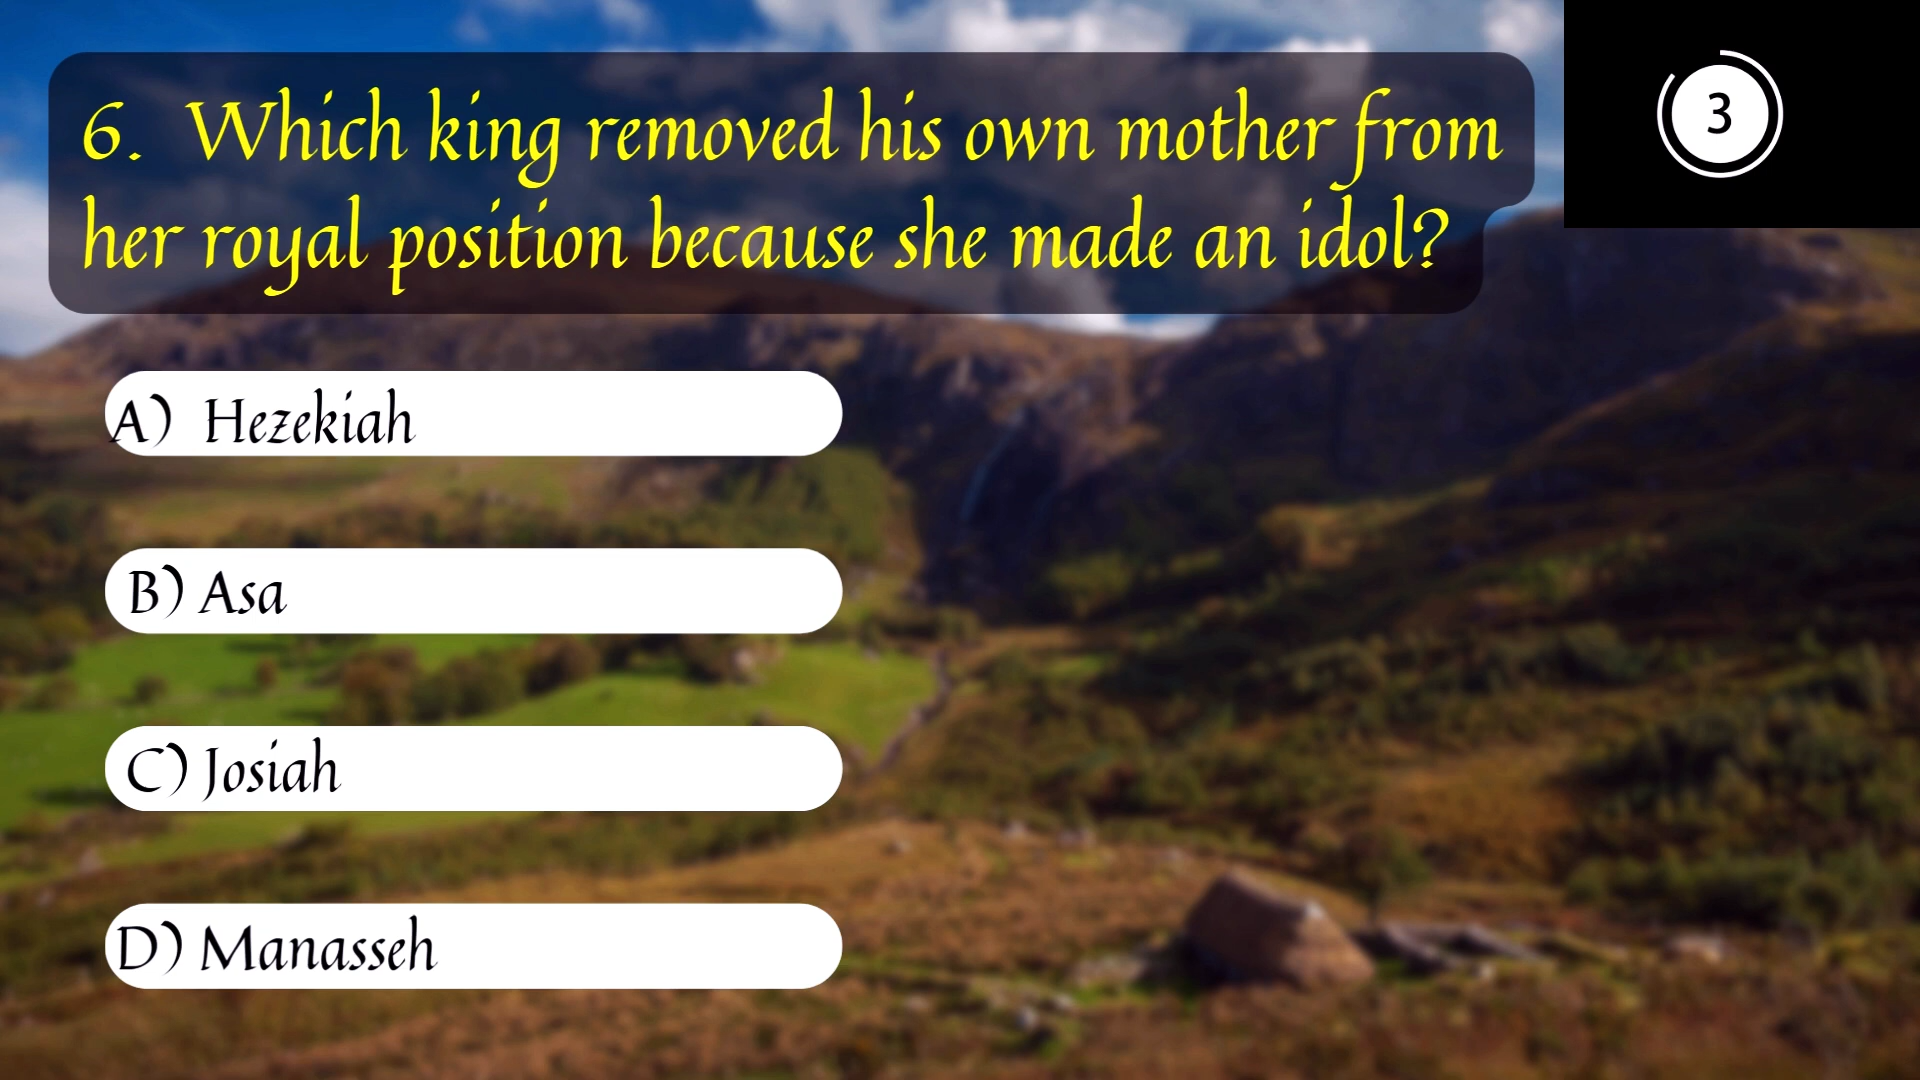 6. Which king removed his own mother from
her royal position because she made an idol?
3
A) Hezekiah
B) Asa
C) Josiah
D) Manasseh